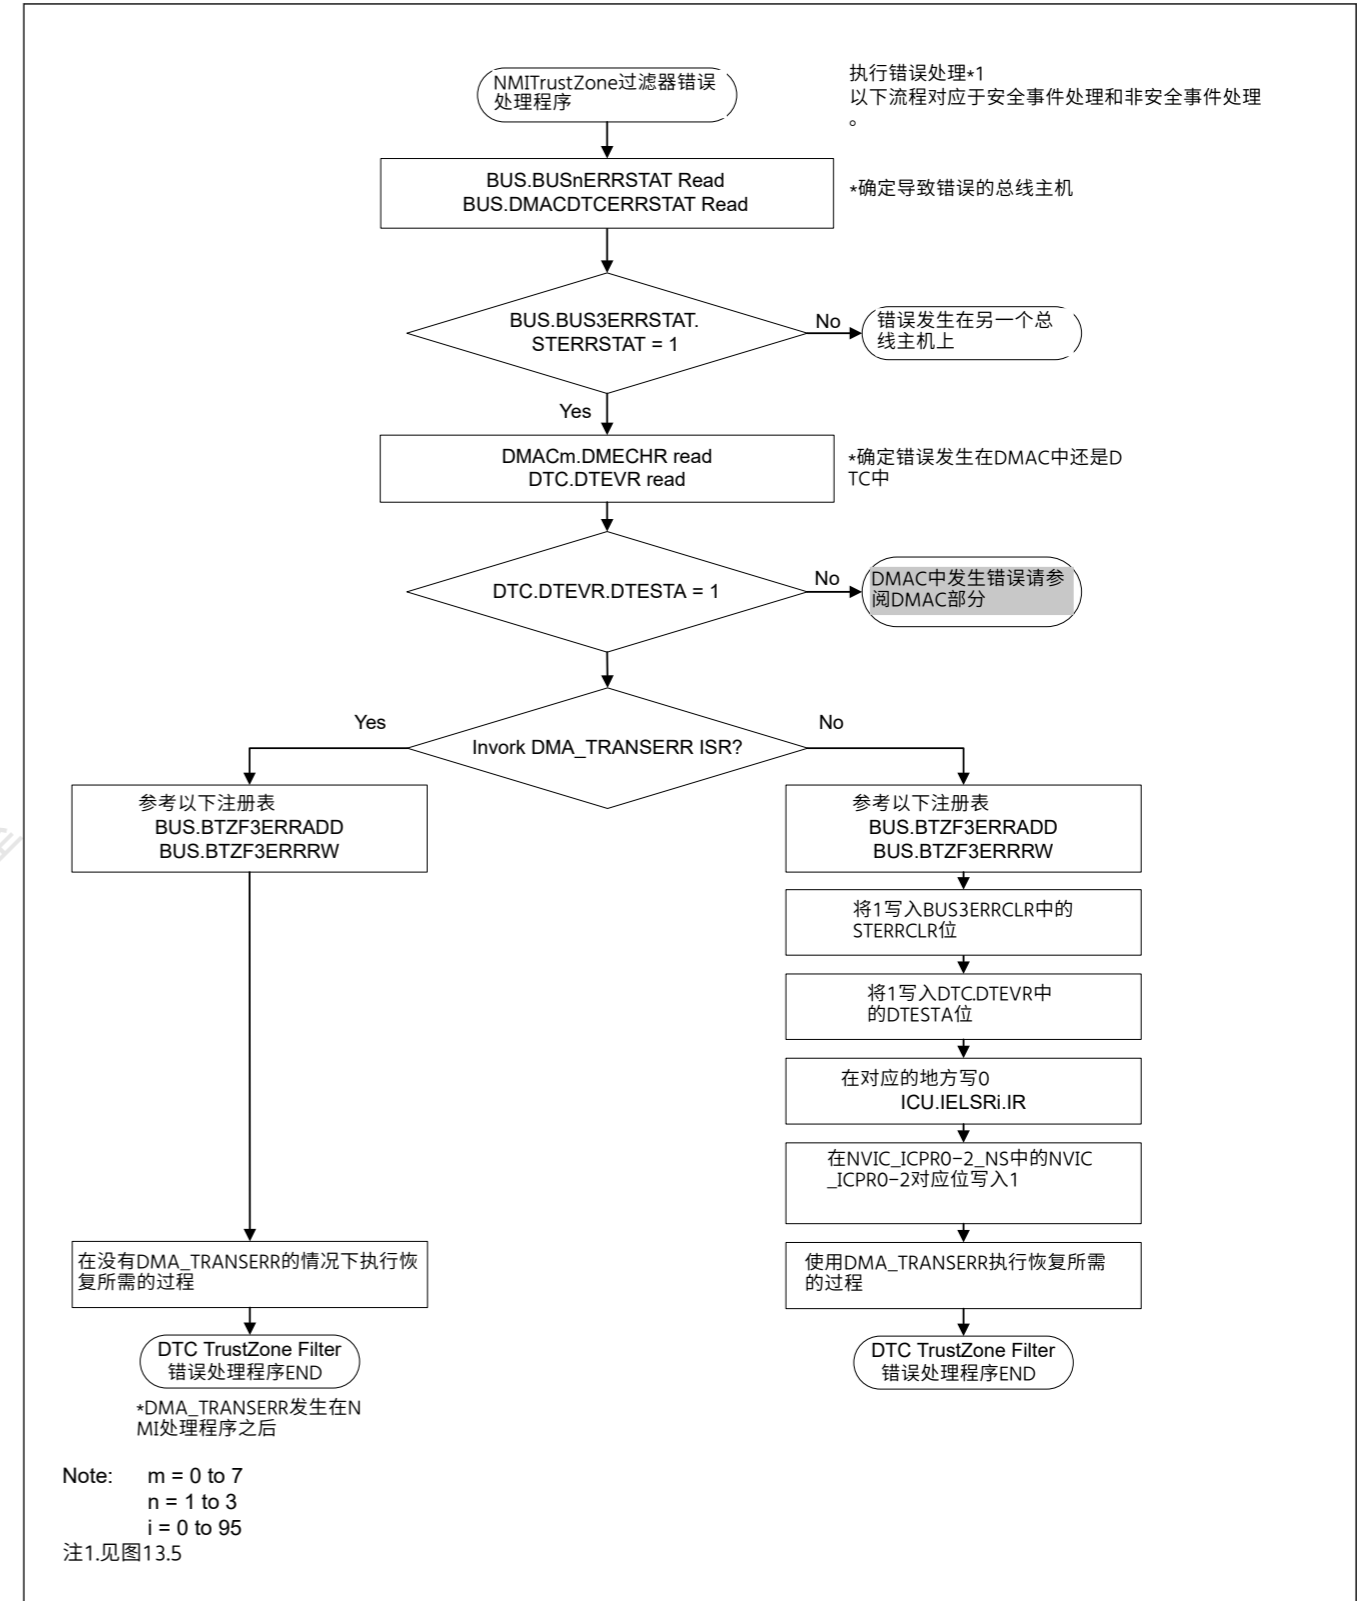 NMITrustZone过滤器错误
处理程序
执行错误处理*1
以下流程对应于安全事件处理和非安全事件处理
。
BUS.BUSnERRSTAT Read
BUS.DMACDTCERRSTAT Read
*确定导致错误的总线主机
BUS.BUS3ERRSTAT.
STERRSTAT = 1
No
错误发生在另一个总
线主机上
Yes
DMACm.DMECHR read
DTC.DTEVR read
*确定错误发生在DMAC中还是D
TC中
DTC.DTEVR.DTESTA = 1
No
DMAC中发生错误请参
阅DMAC部分
Yes
Invork DMA_TRANSERR ISR?
No
参考以下注册表
BUS.BTZF3ERRADD
BUS.BTZF3ERRRW
参考以下注册表
BUS.BTZF3ERRADD
BUS.BTZF3ERRRW
将1写入BUS3ERRCLR中的
STERRCLR位
将1写入DTC.DTEVR中
的DTESTA位
在对应的地方写0
ICU.IELSRi.IR
在NVIC_ICPR0-2_NS中的NVIC
_ICPR0-2对应位写入1
在没有DMA_TRANSERR的情况下执行恢
复所需的过程
使用DMA_TRANSERR执行恢复所需
的过程
DTC TrustZone Filter
错误处理程序END
DTC TrustZone Filter
错误处理程序END
*DMA_TRANSERR发生在N
MI处理程序之后
Note: m = 0 to 7
n = 1 to 3
i = 0 to 95
注1.见图13.5